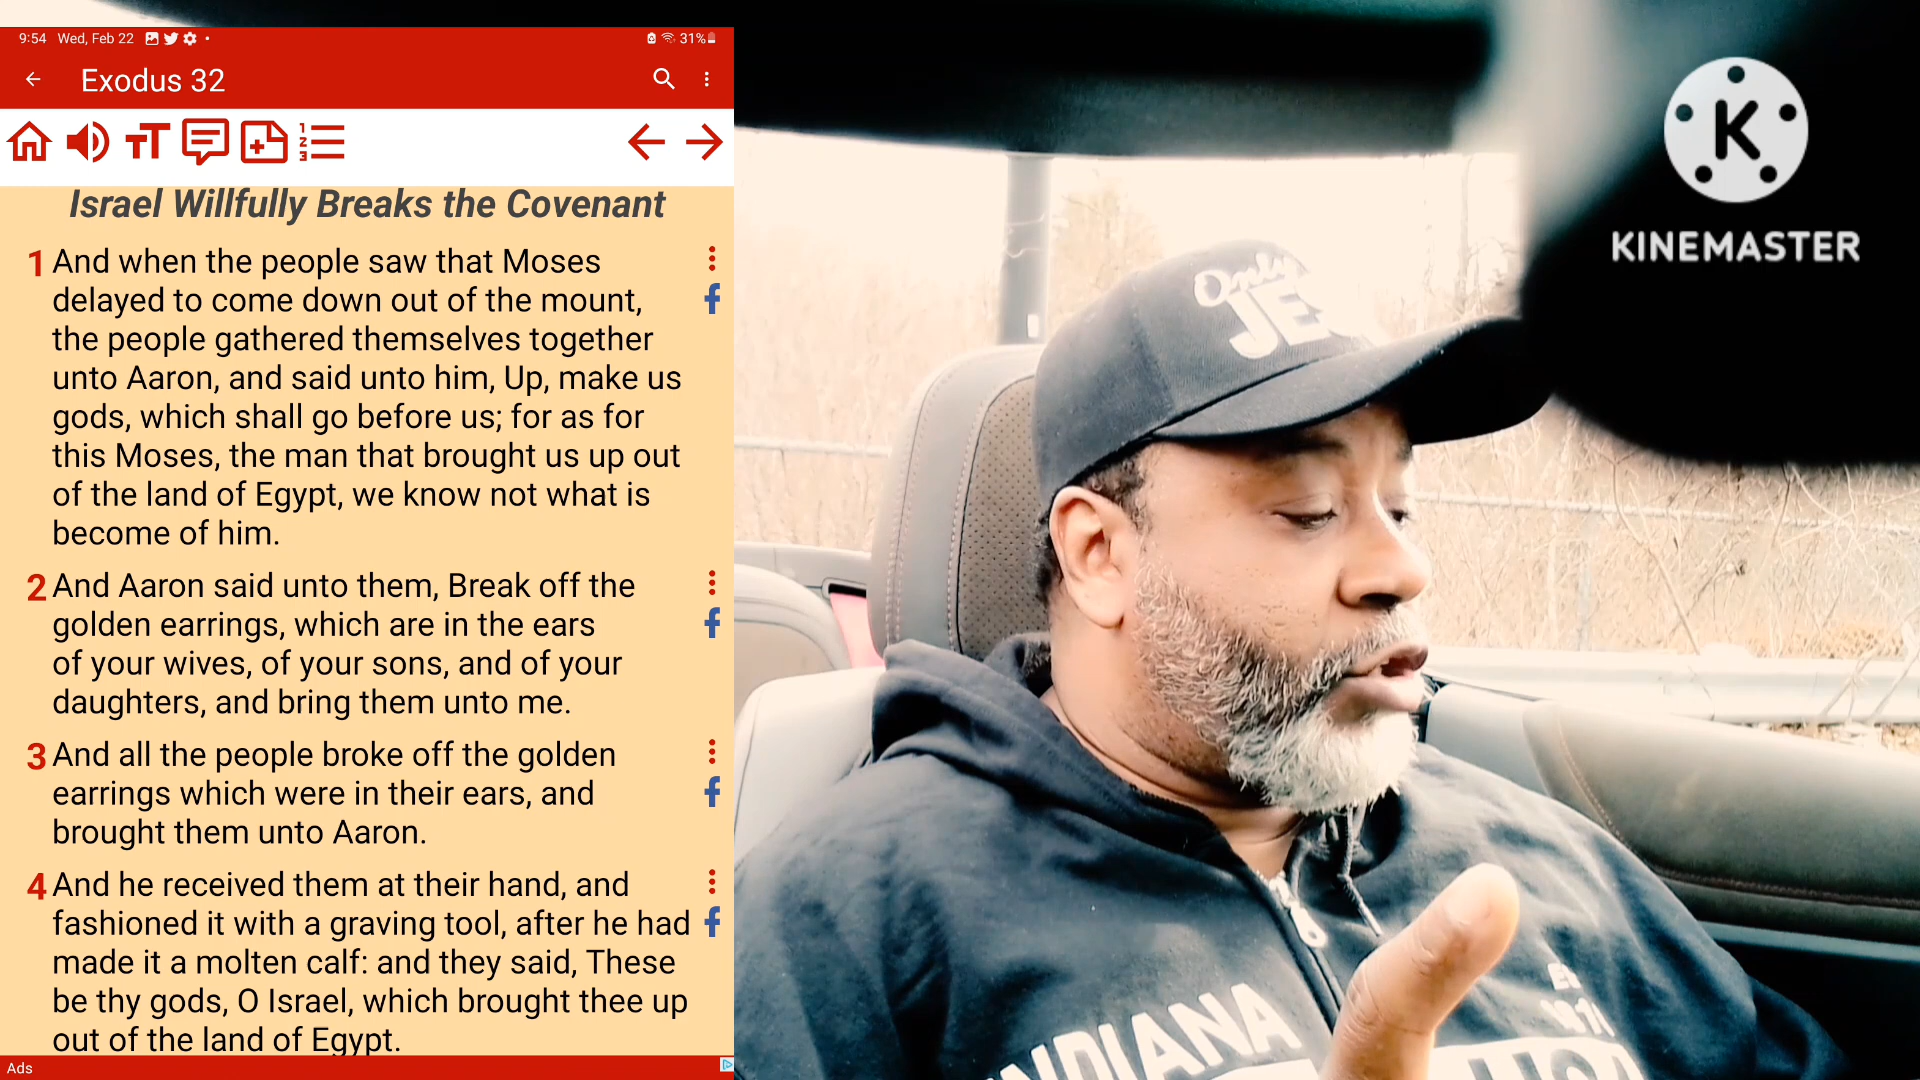 9:54 Wed, Feb 22
31%
Exodus 32
Israel Willfully Breaks the Covenant
1 And when the people saw that Moses
delayed to come down out of the mount,
the people gathered themselves together
unto Aaron, and said unto him, Up, make us
gods, which shall go before us; for as for
this Moses, the man that brought us up out
of the land of Egypt, we know not what is
become of him.
2 And Aaron said unto them, Break off the
golden earrings, which are in the ears
of your wives, of your sons, and of your
daughters, and bring them unto me.
3 And all the people broke off the golden
earrings which were in their ears, and
brought them unto Aaron.
4 And he received them at their hand, and
fashioned it with a graving tool, after he had
made it a molten calf: and they said, These
be thy gods, O Israel, which brought thee up
out of the land of Egypt.
Ads
K
KINEMASTER
Only
INDIANA